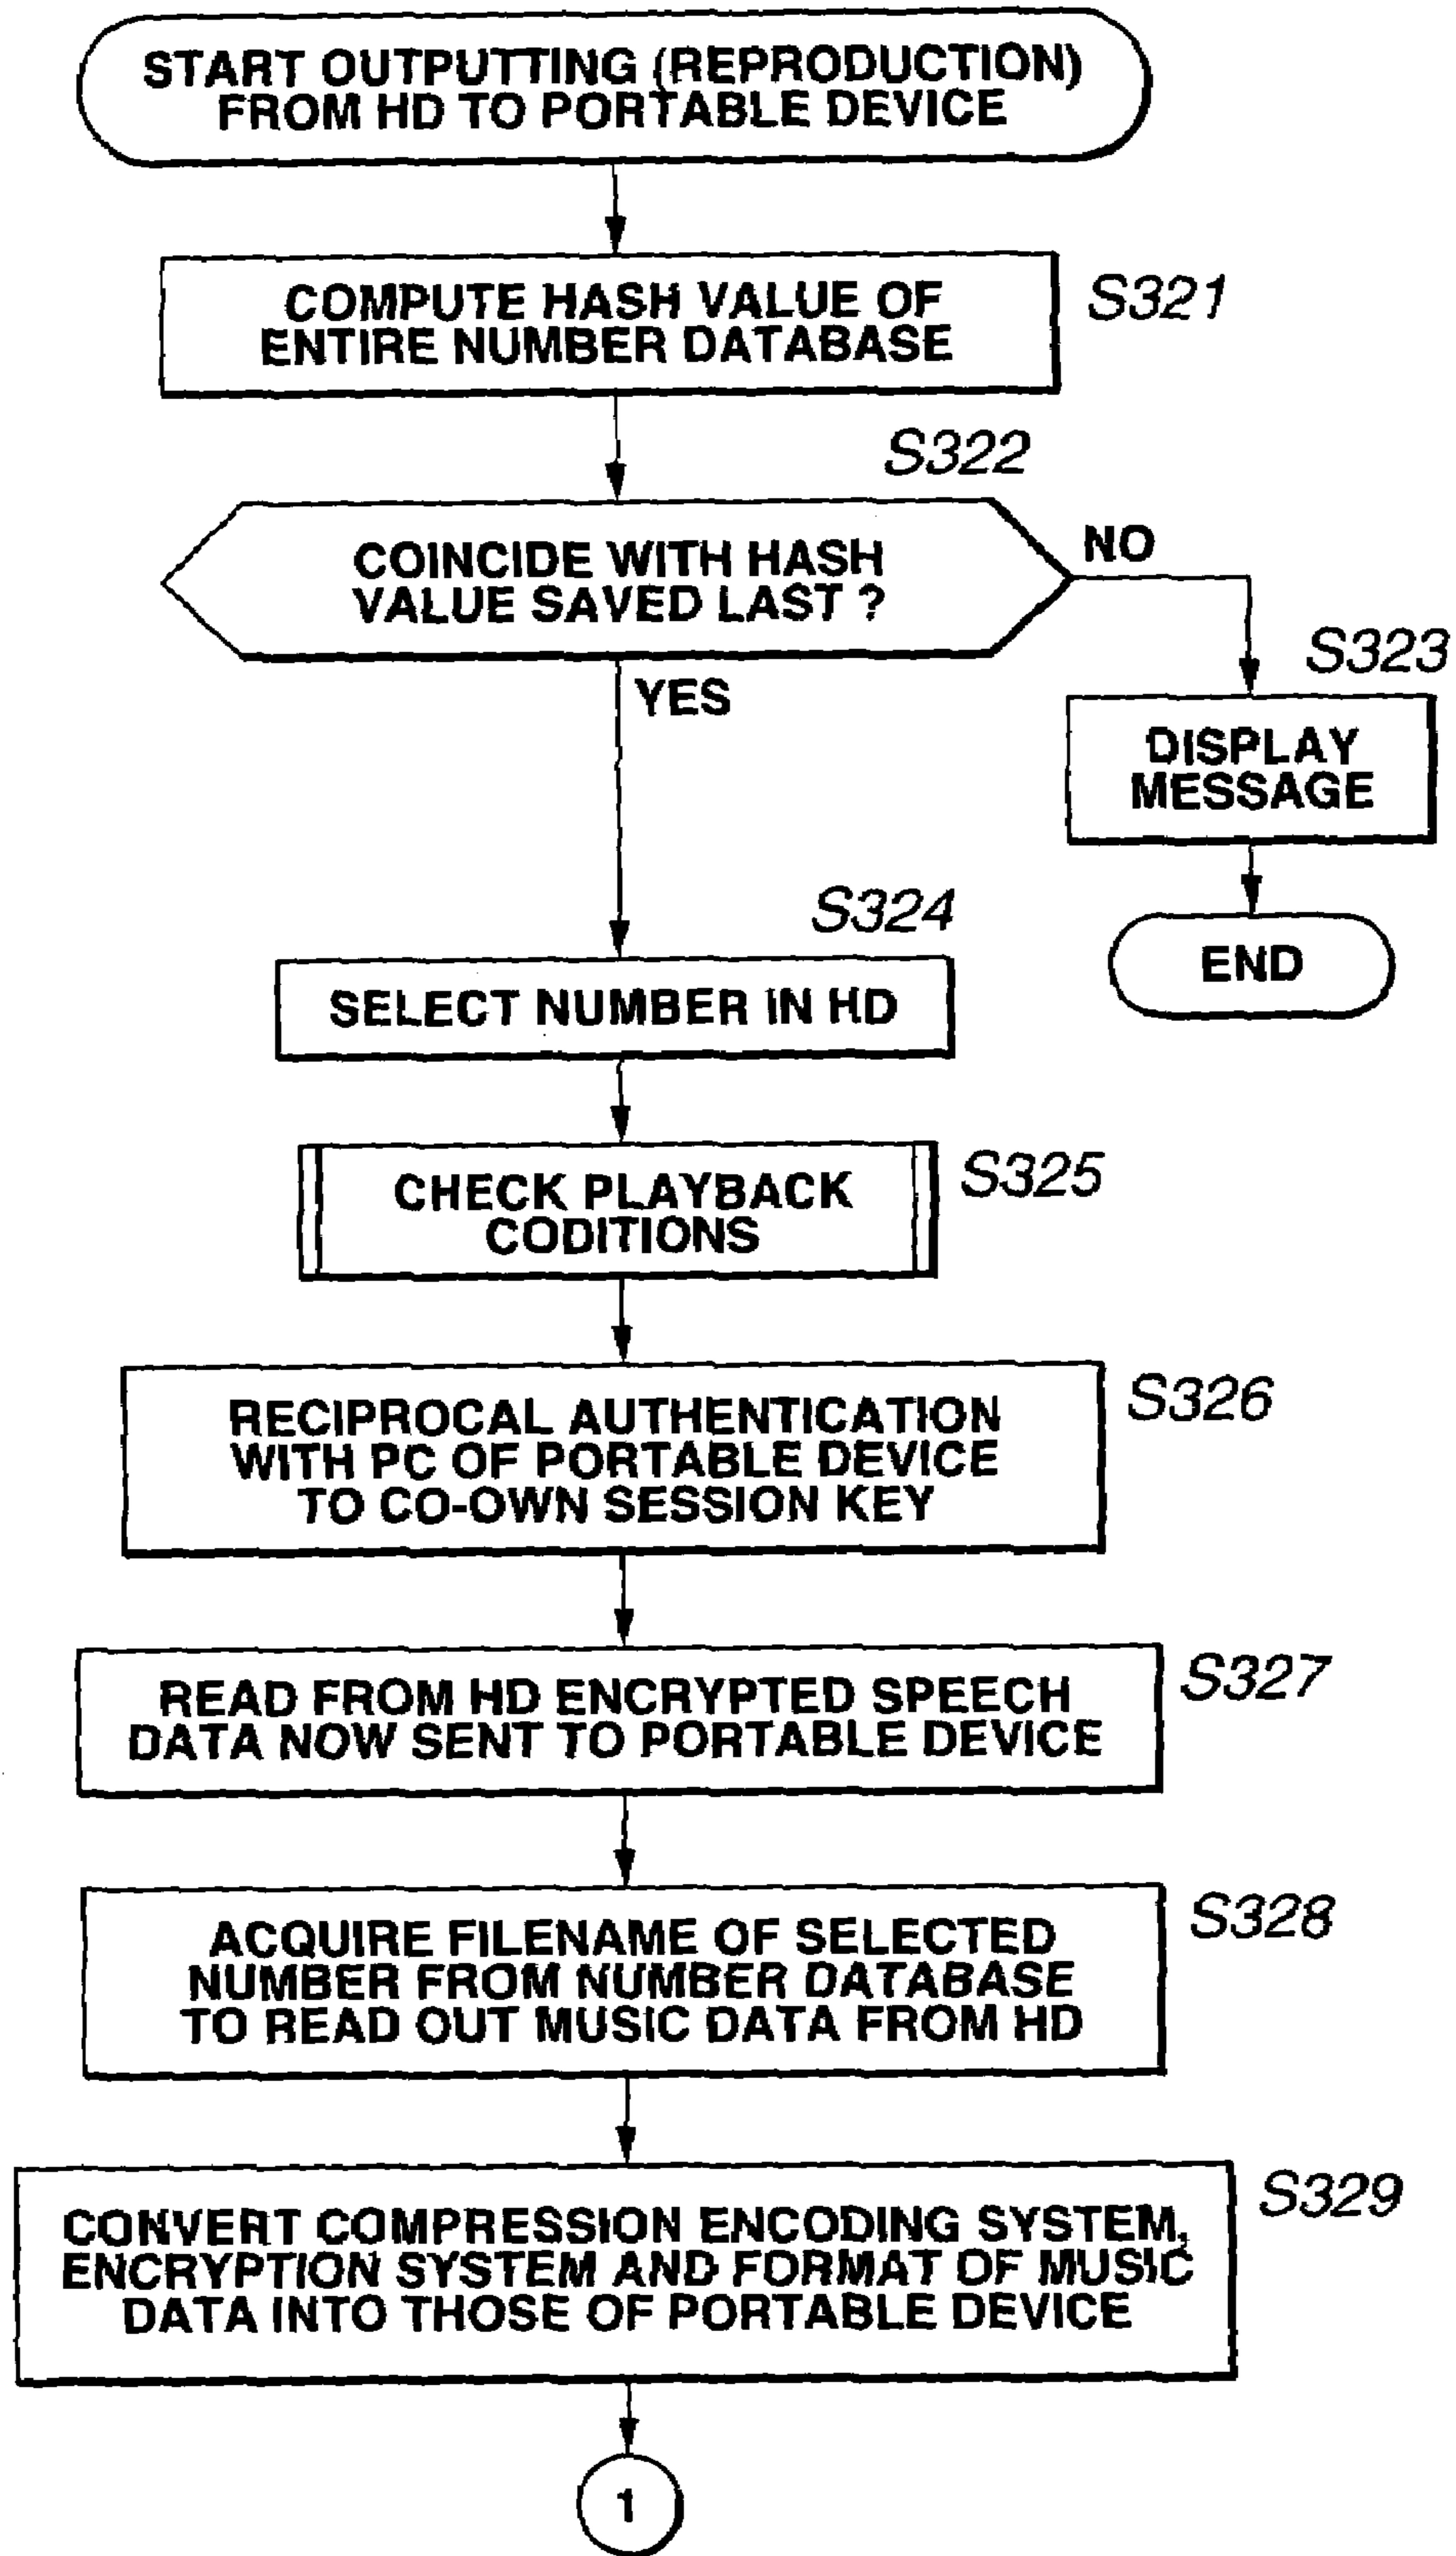 START OUTPUTTING (REPRODUCTION)
FROM HD TO PORTABLE DEVICE
COMPUTE HASH VALUE OF
ENTIRE NUMBER DATABASE
S321
S322
COINCIDE WITH HASH
VALUE SAVED LAST ?
NO
YES
S323
DISPLAY
MESSAGE
END
S324
SELECT NUMBER IN HD
CHECK PLAYBACK
CODITIONS
S325
RECIPROCAL AUTHENTICATION
WITH PC OF PORTABLE DEVICE
TO CO-OWN SESSION KEY
S326
READ FROM HD ENCRYPTED SPEECH
DATA NOW SENT TO PORTABLE DEVICE
S327
ACQUIRE FILENAME OF SELECTED
NUMBER FROM NUMBER DATABASE
TO READ OUT MUSIC DATA FROM HD
S328
CONVERT COMPRESSION ENCODING SYSTEM,
ENCRYPTION SYSTEM AND FORMAT OF MUSIC
DATA INTO THOSE OF PORTABLE DEVICE
S329
1